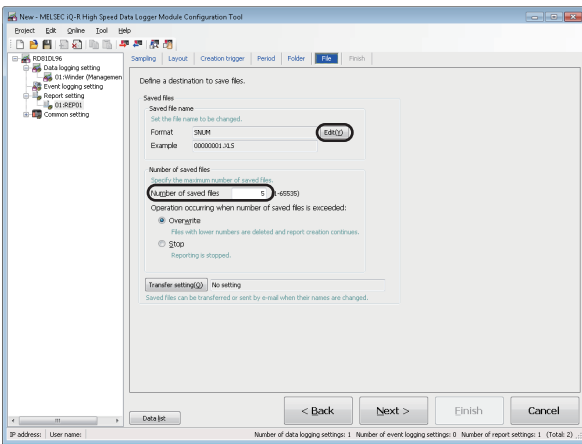 New - MELSEC iQ-R High Speed Data Logger Module Configuration Tool
Project Edit Online Tool Help
RD81DL96
Data logging setting
01:Winder (Managemen
Event logging setting
Report setting
01:REP01
Common setting
Sampling Layout Creation trigger Period Folder File Finish
Define a destination to save files.
Saved files
Saved file name
Set the file name to be changed.
Format SNUM Edit(Y)
Example 00000001.XLS
Number of saved files
Specify the maximum number of saved files.
Number of saved files 5 (1-65535)
Operation occurring when number of saved files is exceeded:
Overwrite
Files with lower numbers are deleted and report creation continues.
Stop
Reporting is stopped.
Transfer setting(Q) No setting
Saved files can be transferred or sent by e-mail when their names are changed.
Data list < Back Next > Finish Cancel
IP address: User name: Number of data logging settings: 1 Number of event logging settings: 0 Number of report settings: 1 (Total: 2)